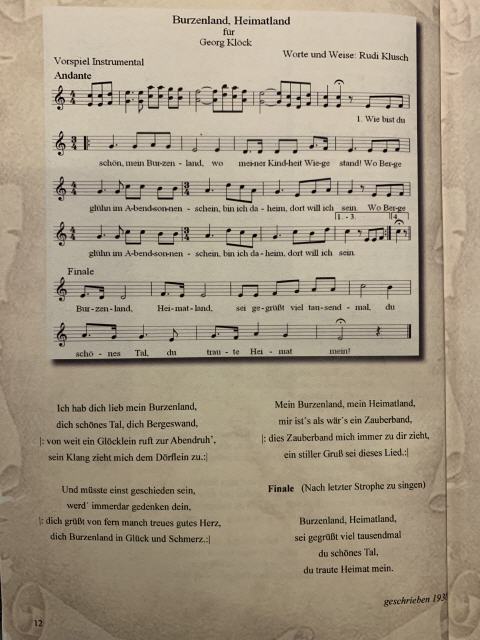 Burzenland, Heimatland
für
Georg Klöck
Worte und Weise: Rudi Klusch
Vorspiel Instrumental
Andante
1. Wie bist du
schön, mein Bur-zen - land, wo mei-ner Kind-heit Wie-ge stand! Wo Ber-ge
glühn im A-bend-son-nen - schein, bin ich da - heim, dort will ich sein. Wo Ber-ge
1. - 3. 4.
glühn im A-bend-son-nen - schein, bin ich da - heim, dort will ich sein.
Finale
Bur - zen - land, Hei - mat - land, sei ge - grüßt viel tau - send - mal, du
schö - nes Tal, du trau - te Hei - mat mein!
Ich hab dich lieb mein Burzenland,
dich schönes Tal, dich Bergeswand,
|: von weit ein Glöcklein ruft zur Abendruh',
sein Klang zieht mich dem Dörflein zu.:|
Und müsste einst geschieden sein,
werd´ immerdar gedenken dein,
|: dich grüßt von fern manch treues gutes Herz,
dich Burzenland in Glück und Schmerz.:|
Mein Burzenland, mein Heimatland,
mir ist´s als wär´s ein Zauberband,
|: dies Zauberband mich immer zu dir zieht,
ein stiller Gruß sei dieses Lied.:|
Finale (Nach letzter Strophe zu singen)
Burzenland, Heimatland,
sei gegrüßt viel tausendmal
du schönes Tal,
du traute Heimat mein.
geschrieben
12